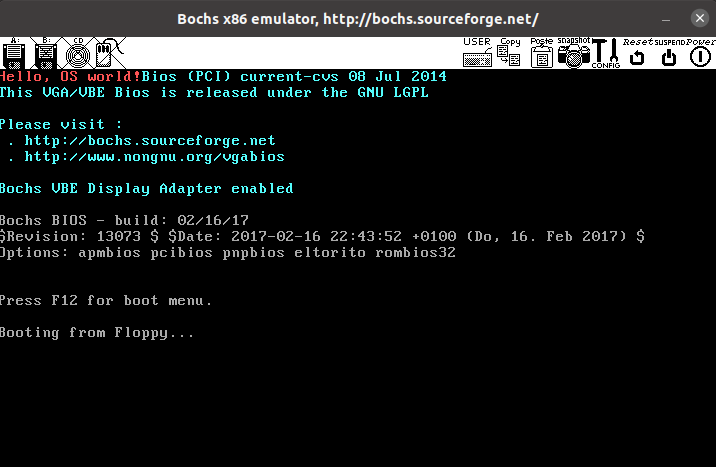 Bochs x86 emulator, http://bochs.sourceforge.net/
A: B: CD USER Copy Paste snapshot CONFIG Reset SUSPEND Power
Hello, OS world!Bios (PCI) current-cvs 08 Jul 2014
This VGA/VBE Bios is released under the GNU LGPL
Please visit :
. http://bochs.sourceforge.net
. http://www.nongnu.org/vgabios
Bochs VBE Display Adapter enabled
Bochs BIOS - build: 02/16/17
$Revision: 13073 $ $Date: 2017-02-16 22:43:52 +0100 (Do, 16. Feb 2017) $
Options: apmbios pcibios pnpbios eltorito rombios32
Press F12 for boot menu.
Booting from Floppy...